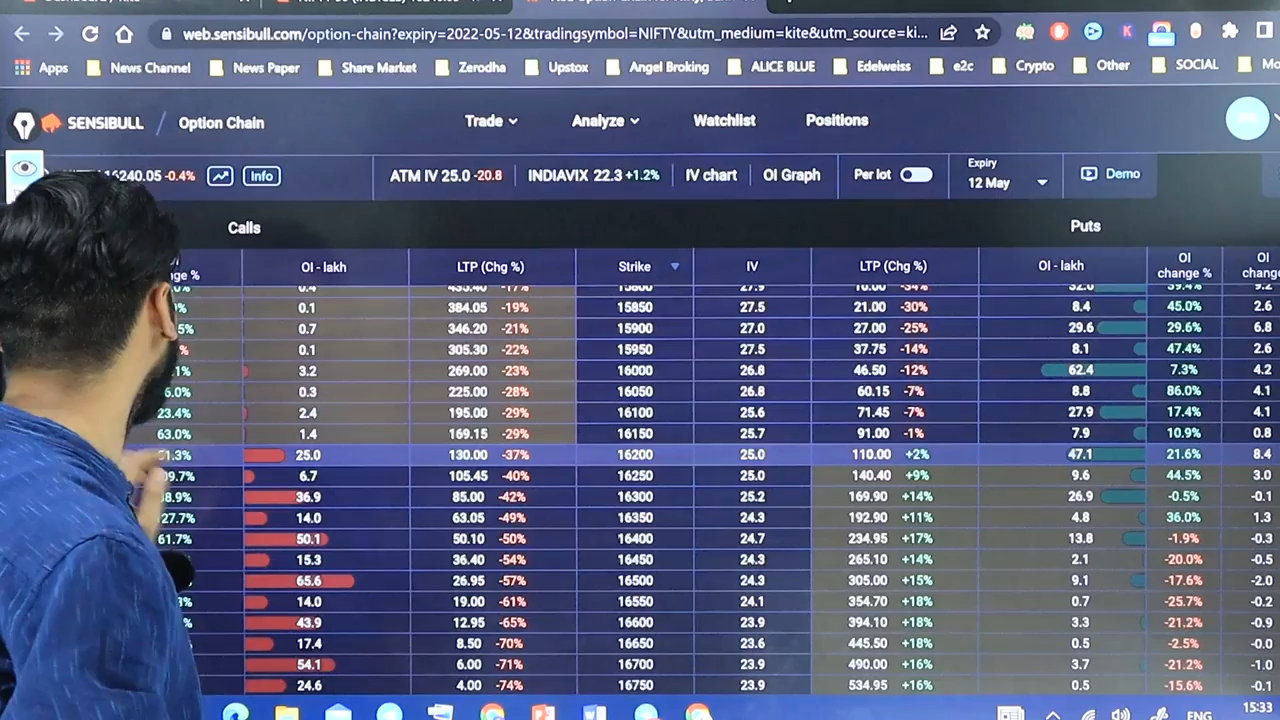 web.sensibull.com/option-chain?expiry=2022-05-12&tradingsymbol=NIFTY&utm_medium=kite&utm_source=ki...
Apps News Channel News Paper Share Market Zerodha Upstox Angel Broking ALICE BLUE Edelweiss e2c Crypto Other SOCIAL Mo
SENSIBULL / Option Chain Trade Analyze Watchlist Positions
16240.05 -0.4% Info ATM IV 25.0 -20.8 INDIAVIX 22.3 +1.2% IV chart OI Graph Per lot Expiry 12 May Demo
Calls Puts
OI - lakh LTP (Chg %) Strike IV LTP (Chg %) OI - lakh OI change % OI
0.1 384.05 -19% 15850 27.5 21.00 -30% 8.4 45.0% 2.6
0.7 346.20 -21% 15900 27.0 27.00 -25% 29.6 29.6% 6.8
0.1 305.30 -22% 15950 27.5 37.75 -14% 8.1 47.4% 2.6
3.2 269.00 -23% 16000 26.8 46.50 -12% 62.4 7.3% 4.2
0.3 225.00 -28% 16050 26.8 60.15 -7% 8.8 86.0% 4.1
23.4% 2.4 195.00 -29% 16100 25.6 71.45 -7% 27.9 17.4% 4.1
63.0% 1.4 169.15 -29% 16150 25.7 91.00 -1% 7.9 10.9% 0.8
25.0 130.00 -37% 16200 25.0 110.00 +2% 47.1 21.6% 8.4
6.7 105.45 -40% 16250 25.0 140.40 +9% 9.6 44.5% 3.0
36.9 85.00 -42% 16300 25.2 169.90 +14% 26.9 -0.5% -0.1
14.0 63.05 -49% 16350 24.3 192.90 +11% 4.8 36.0% 1.3
61.7% 50.1 50.10 -50% 16400 24.7 234.95 +17% 13.8 -1.9% -0.3
15.3 36.40 -54% 16450 24.3 265.10 +14% 2.1 -20.0% -0.5
65.6 26.95 -57% 16500 24.3 305.00 +15% 9.1 -17.6% -2.0
14.0 19.00 -61% 16550 24.1 354.70 +18% 0.7 -25.7% -0.2
43.9 12.95 -65% 16600 23.9 394.10 +18% 3.3 -21.2% -0.9
17.4 8.50 -70% 16650 23.6 445.50 +18% 0.5 -2.5% -0.0
54.1 6.00 -71% 16700 23.9 490.00 +16% 3.7 -21.2% -1.0
24.6 4.00 -74% 16750 23.9 534.95 +16% 0.5 -15.6% -0.1
ENG 15:33